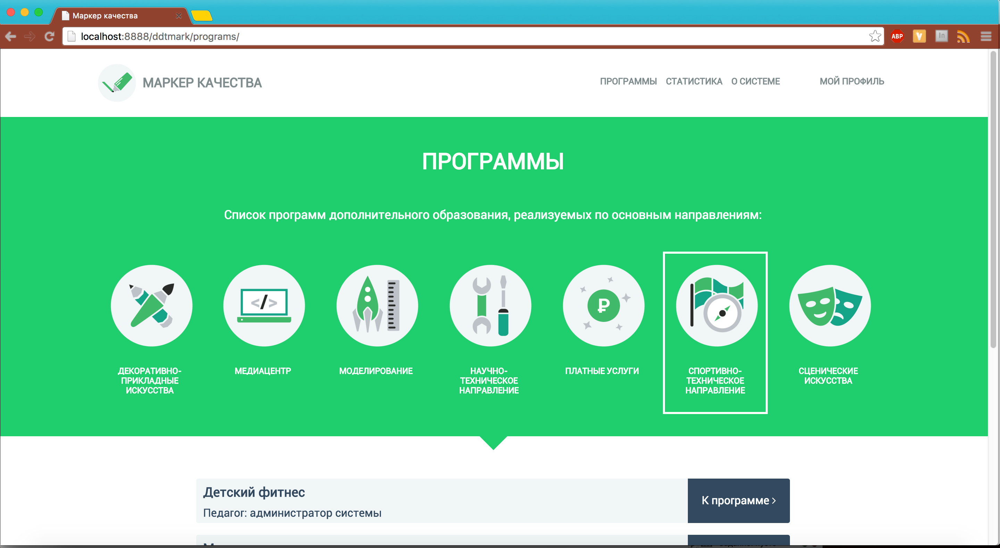 Маркер качества
localhost:8888/ddtmark/programs/
ABP
V
in
МАРКЕР КАЧЕСТВА
ПРОГРАММЫ СТАТИСТИКА О СИСТЕМЕ МОЙ ПРОФИЛЬ
ПРОГРАММЫ
Список программ дополнительного образования, реализуемых по основным направлениям:
</>
₽
ДЕКОРАТИВНО-
ПРИКЛАДНЫЕ
ИСКУССТВА
МЕДИАЦЕНТР
МОДЕЛИРОВАНИЕ
НАУЧНО-
ТЕХНИЧЕСКОЕ
НАПРАВЛЕНИЕ
ПЛАТНЫЕ УСЛУГИ
СПОРТИВНО-
ТЕХНИЧЕСКОЕ
НАПРАВЛЕНИЕ
СЦЕНИЧЕСКИЕ
ИСКУССТВА
Детский фитнес
Педагог: администратор системы
К программе ›